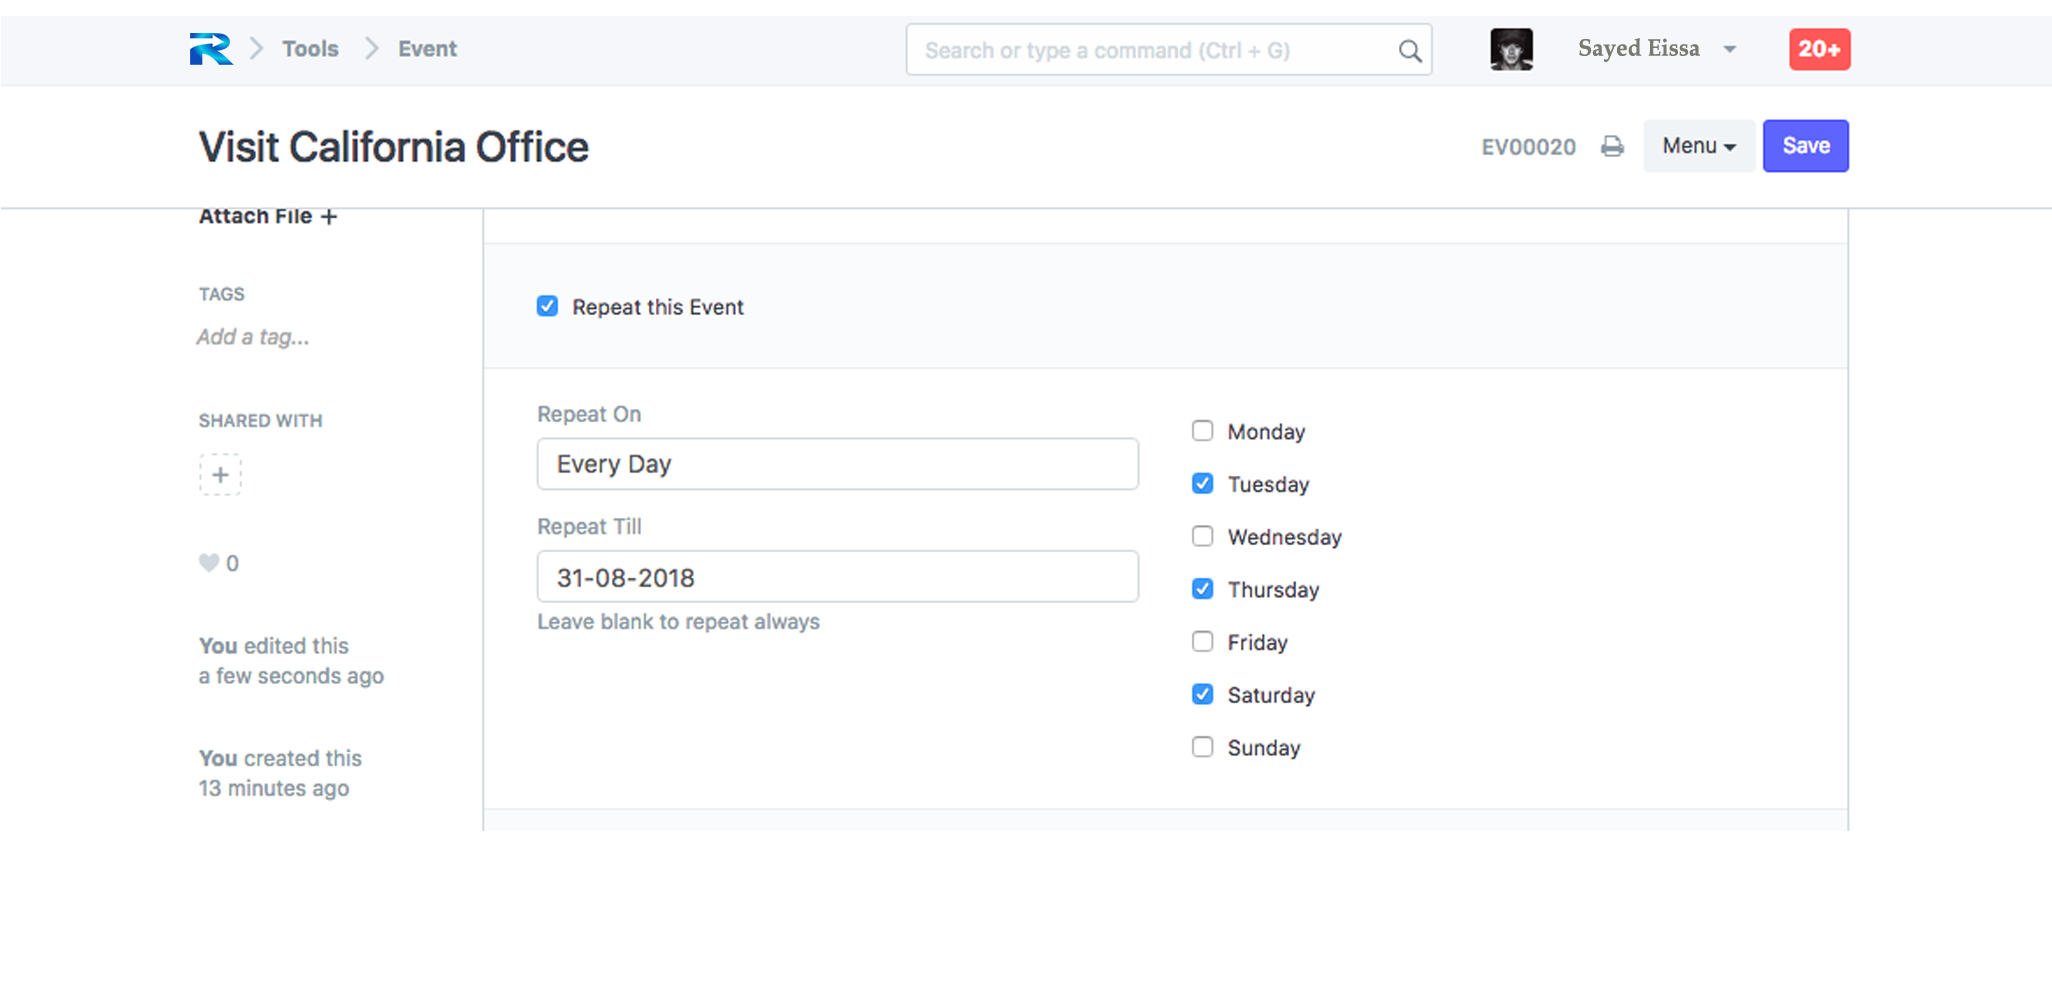 Tools Event
Search or type a command (Ctrl + G)
Sayed Eissa
20+
Visit California Office
EV00020
Menu
Save
Attach File +
TAGS
Add a tag...
SHARED WITH
+
0
You edited this
a few seconds ago
You created this
13 minutes ago
Repeat this Event
Repeat On
Every Day
Repeat Till
31-08-2018
Leave blank to repeat always
Monday
Tuesday
Wednesday
Thursday
Friday
Saturday
Sunday